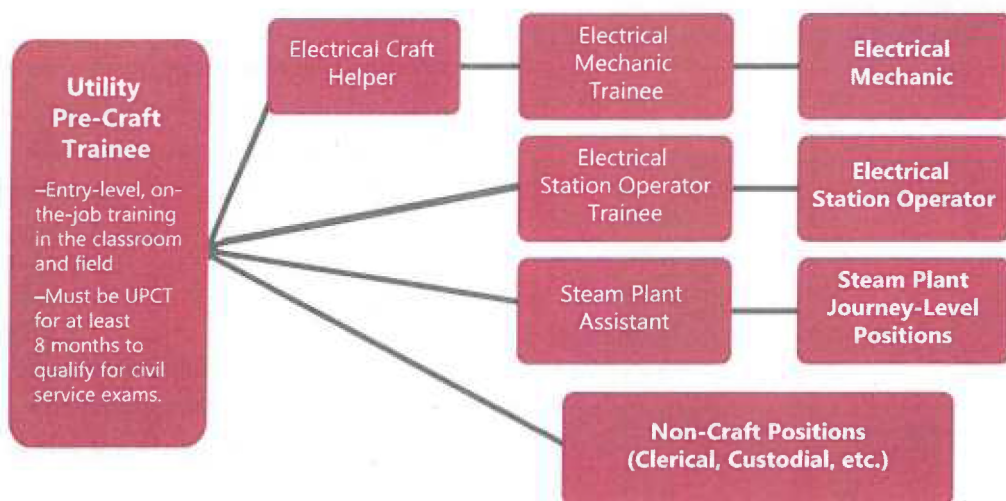 Utility
Pre-Craft
Trainee
–Entry-level, on-
the-job training
in the classroom
and field
–Must be UPCT
for at least
8 months to
qualify for civil
service exams.
Electrical Craft
Helper
Electrical
Mechanic
Trainee
Electrical
Mechanic
Electrical
Station Operator
Trainee
Electrical
Station Operator
Steam Plant
Assistant
Steam Plant
Journey-Level
Positions
Non-Craft Positions
(Clerical, Custodial, etc.)